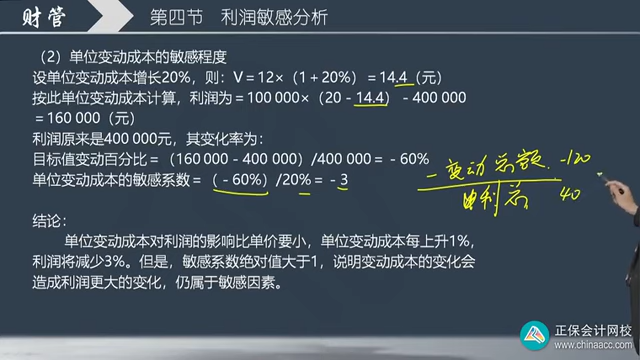 财管 第四节 利润敏感分析
（2）单位变动成本的敏感程度
设单位变动成本增长20%，则：V＝12×（1＋20%）＝14.4（元）
按此单位变动成本计算，利润为＝100 000×（20－14.4）－400 000
＝160 000（元）
利润原来是400 000元，其变化率为：
目标值变动百分比＝（160 000－400 000）/400 000＝－60%
单位变动成本的敏感系数＝（－60%）/20%＝－3
－变动总额 -120
利总 40
结论：
单位变动成本对利润的影响比单价要小，单位变动成本每上升1%，
利润将减少3%。但是，敏感系数绝对值大于1，说明变动成本的变化会
造成利润更大的变化，仍属于敏感因素。
正保会计网校
www.chinaacc.com